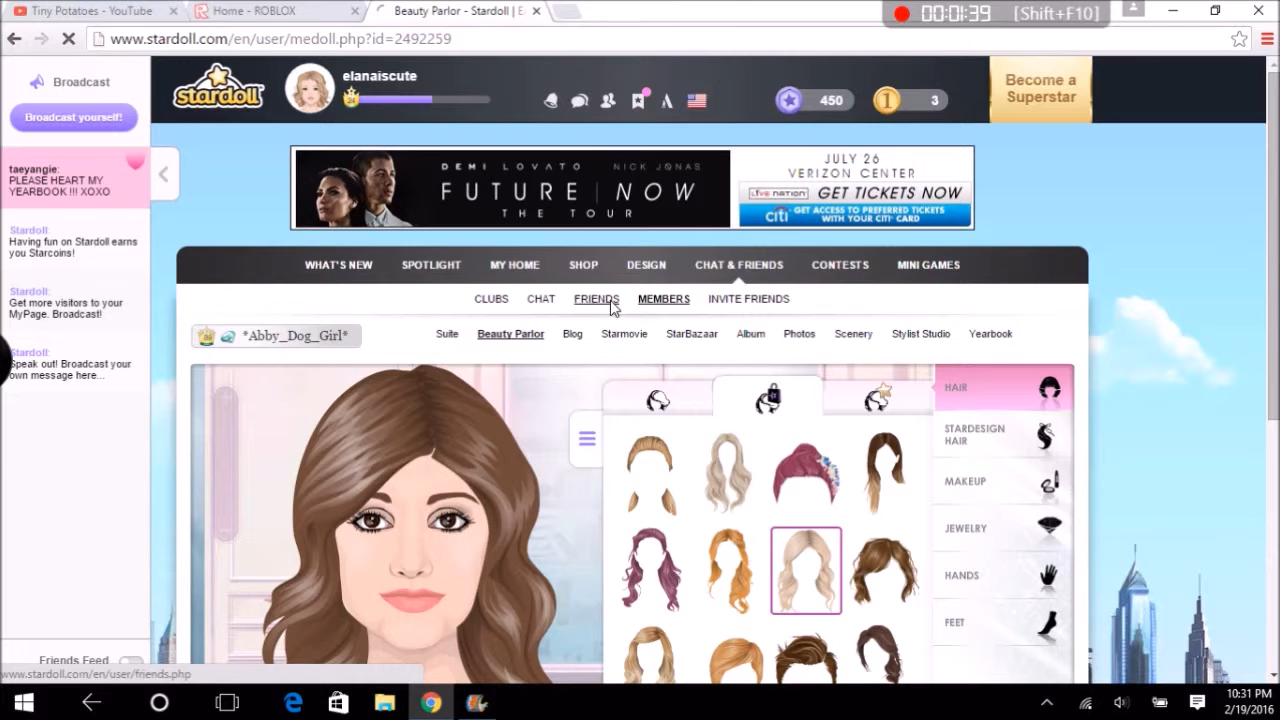 Tiny Potatoes - YouTube
Home - ROBLOX
Beauty Parlor - Stardoll | E
00:01:39 [Shift+F10]
www.stardoll.com/en/user/medoll.php?id=2492259
Broadcast
Broadcast yourself!
taeyangie:
PLEASE HEART MY
YEARBOOK !!! XOXO
Stardoll:
Having fun on Stardoll earns
you Starcoins!
Stardoll:
Get more visitors to your
MyPage. Broadcast!
Stardoll:
Speak out! Broadcast your
own message here...
Friends Feed
www.stardoll.com/en/user/friends.php
stardoll
elanaiscute
450
1
3
Become a
Superstar
DEMI LOVATO NICK JONAS
FUTURE | NOW
THE TOUR
JULY 26
VERIZON CENTER
LIVE NATION GET TICKETS NOW
citi GET ACCESS TO PREFERRED TICKETS
WITH YOUR CITI CARD
WHAT'S NEW SPOTLIGHT MY HOME SHOP DESIGN CHAT & FRIENDS CONTESTS MINI GAMES
CLUBS CHAT FRIENDS MEMBERS INVITE FRIENDS
*Abby_Dog_Girl*
Suite Beauty Parlor Blog Starmovie StarBazaar Album Photos Scenery Stylist Studio Yearbook
HAIR
STARDESIGN
HAIR
MAKEUP
JEWELRY
HANDS
FEET
10:31 PM
2/19/2016